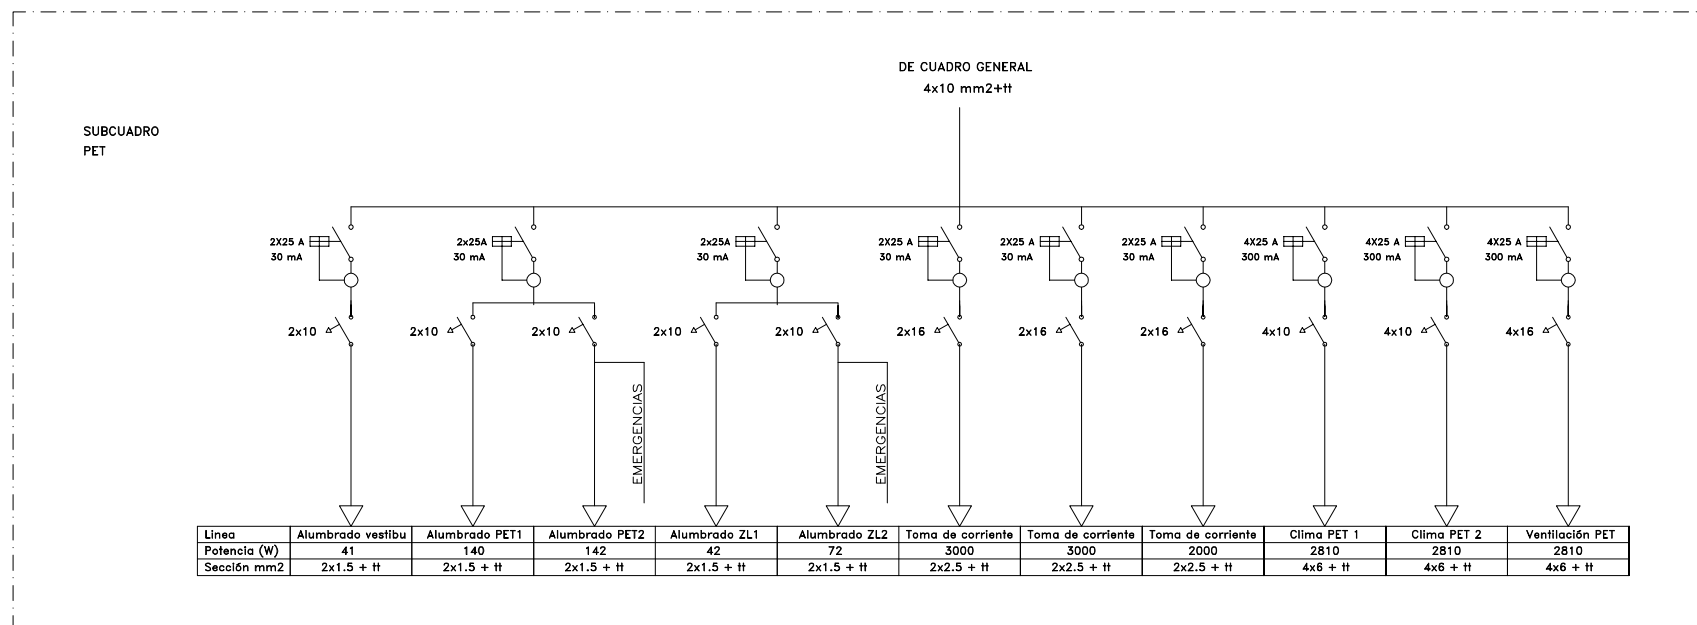 DE CUADRO GENERAL
4x10 mm2+tt
SUBCUADRO
PET
2X25 A
30 mA
2x25A
30 mA
2x25A
30 mA
2X25 A
30 mA
2X25 A
30 mA
2X25 A
30 mA
4X25 A
300 mA
4X25 A
300 mA
4X25 A
300 mA
2x10
2x10
2x10
2x10
2x10
2x16
2x16
2x16
4x10
4x10
4x16
EMERGENCIAS
EMERGENCIAS
Linea Alumbrado vestibu Alumbrado PET1 Alumbrado PET2 Alumbrado ZL1 Alumbrado ZL2 Toma de corriente Toma de corriente Toma de corriente Clima PET 1 Clima PET 2 Ventilación PET
Potencia (W) 41 140 142 42 72 3000 3000 2000 2810 2810 2810
Sección mm2 2x1.5 + tt 2x1.5 + tt 2x1.5 + tt 2x1.5 + tt 2x1.5 + tt 2x2.5 + tt 2x2.5 + tt 2x2.5 + tt 4x6 + tt 4x6 + tt 4x6 + tt